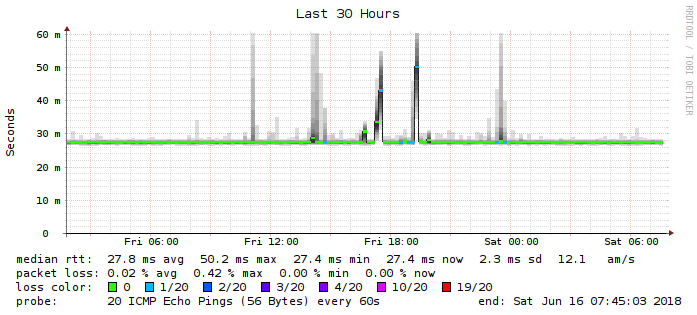 Last 30 Hours
RRDTOOL / TOBI OETIKER
Seconds
60 m
50 m
40 m
30 m
20 m
10 m
0
Fri 06:00 Fri 12:00 Fri 18:00 Sat 00:00 Sat 06:00
median rtt: 27.8 ms avg 50.2 ms max 27.4 ms min 27.4 ms now 2.3 ms sd 12.1 am/s
packet loss: 0.02 % avg 0.42 % max 0.00 % min 0.00 % now
loss color: 0 1/20 2/20 3/20 4/20 10/20 19/20
probe: 20 ICMP Echo Pings (56 Bytes) every 60s end: Sat Jun 16 07:45:03 2018